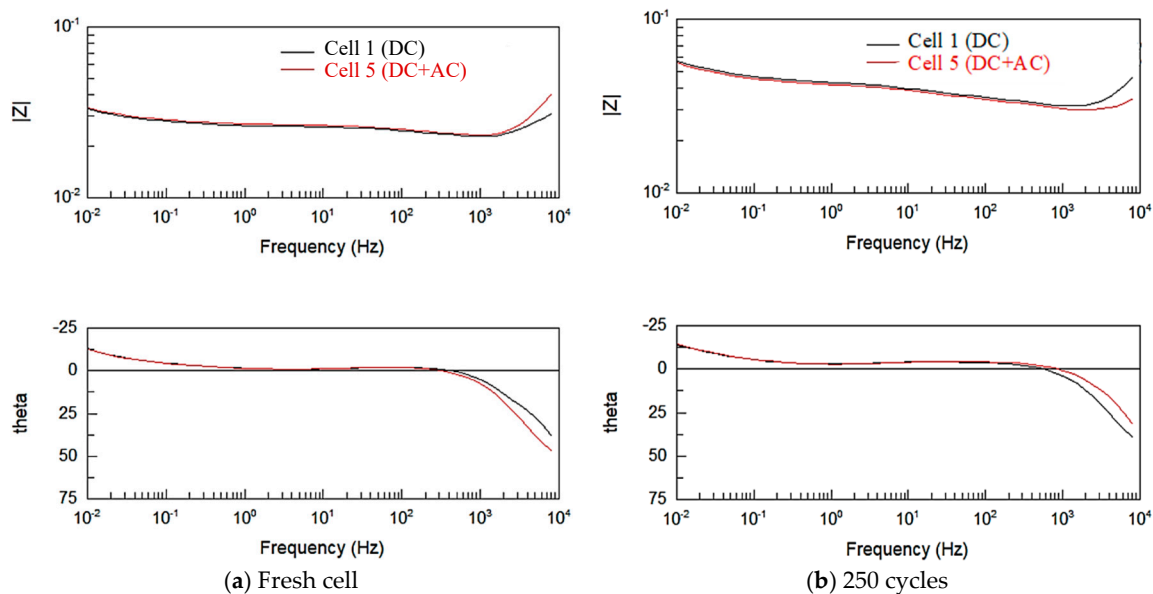 10⁻¹
Cell 1 (DC)
Cell 5 (DC+AC)
|Z|
10⁻²
10⁻² 10⁻¹ 10⁰ 10¹ 10² 10³ 10⁴
Frequency (Hz)
-25
0
25
50
75
theta
10⁻² 10⁻¹ 10⁰ 10¹ 10² 10³ 10⁴
Frequency (Hz)
(a) Fresh cell
10⁻¹
Cell 1 (DC)
Cell 5 (DC+AC)
|Z|
10⁻²
10⁻² 10⁻¹ 10⁰ 10¹ 10² 10³ 10⁴
Frequency (Hz)
-25
0
25
50
75
theta
10⁻² 10⁻¹ 10⁰ 10¹ 10² 10³ 10⁴
Frequency (Hz)
(b) 250 cycles